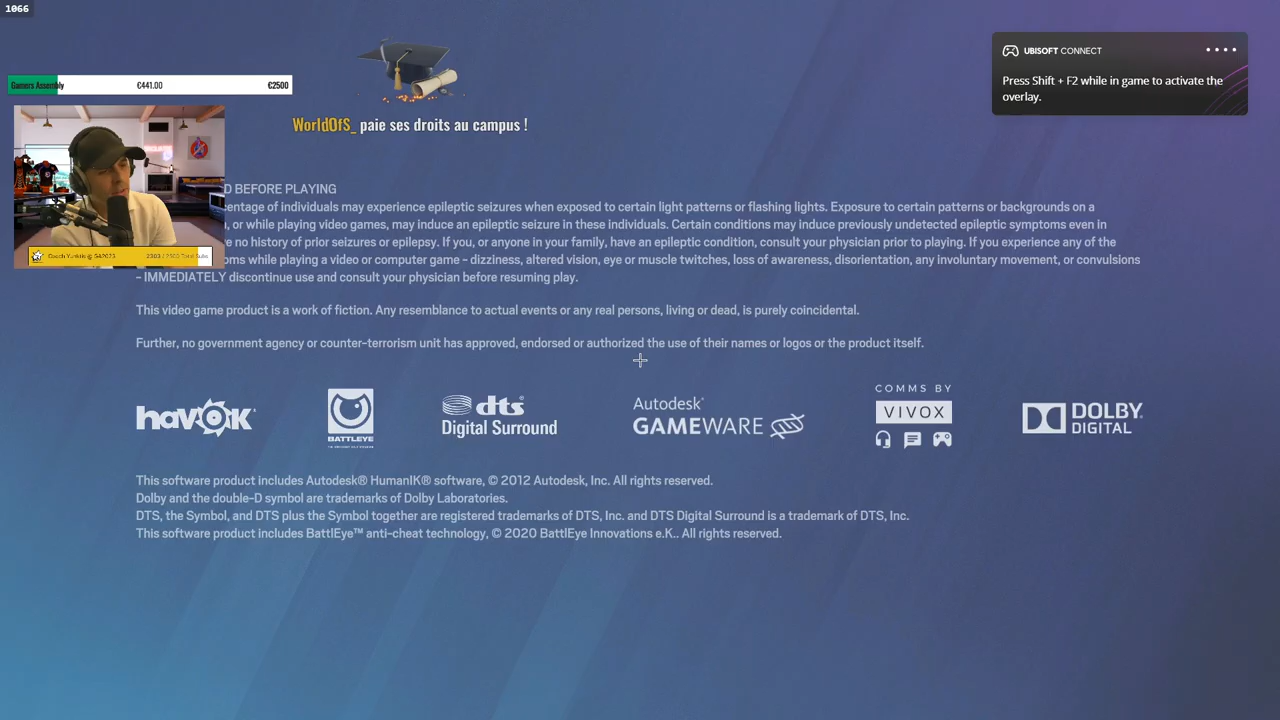 1066
UBISOFT CONNECT
Press Shift + F2 while in game to activate the
overlay.
Gamers Assembly €441.00 €2500
WorldOfS_ paie ses droits au campus !
D BEFORE PLAYING
centage of individuals may experience epileptic seizures when exposed to certain light patterns or flashing lights. Exposure to certain patterns or backgrounds on a
, or while playing video games, may induce an epileptic seizure in these individuals. Certain conditions may induce previously undetected epileptic symptoms even in
e no history of prior seizures or epilepsy. If you, or anyone in your family, have an epileptic condition, consult your physician prior to playing. If you experience any of the
oms while playing a video or computer game - dizziness, altered vision, eye or muscle twitches, loss of awareness, disorientation, any involuntary movement, or convulsions
- IMMEDIATELY discontinue use and consult your physician before resuming play.
This video game product is a work of fiction. Any resemblance to actual events or any real persons, living or dead, is purely coincidental.
Further, no government agency or counter-terrorism unit has approved, endorsed or authorized the use of their names or logos or the product itself.
havok
BATTLEYE
dts
Digital Surround
Autodesk®
GAMEWARE
COMMS BY
VIVOX
DOLBY
DIGITAL
This software product includes Autodesk® HumanIK® software, © 2012 Autodesk, Inc. All rights reserved.
Dolby and the double-D symbol are trademarks of Dolby Laboratories.
DTS, the Symbol, and DTS plus the Symbol together are registered trademarks of DTS, Inc. and DTS Digital Surround is a trademark of DTS, Inc.
This software product includes BattlEye™ anti-cheat technology, © 2020 BattlEye Innovations e.K.. All rights reserved.